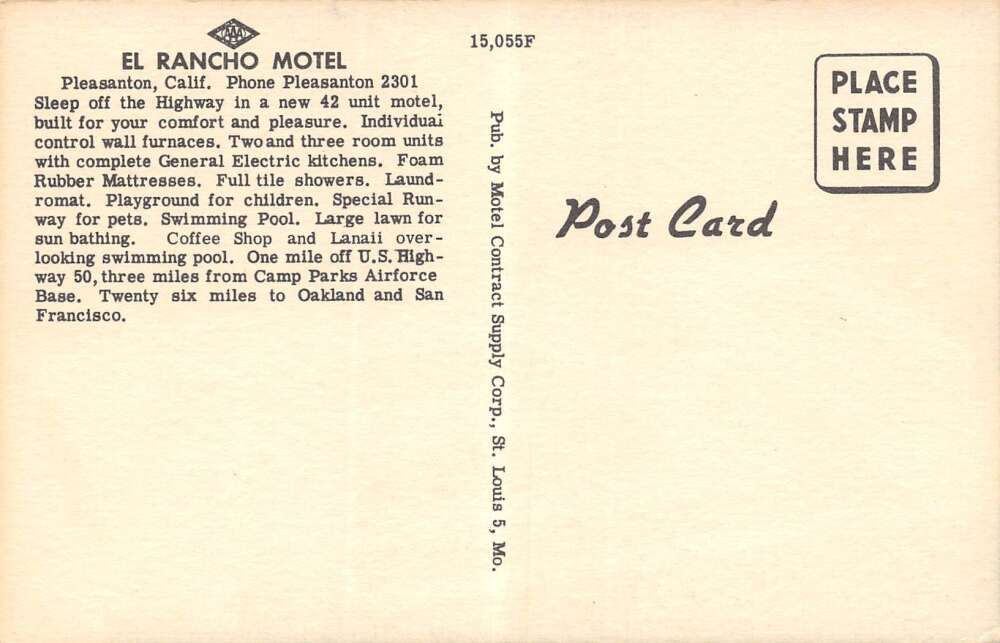 AAA
EL RANCHO MOTEL
Pleasanton, Calif. Phone Pleasanton 2301
Sleep off the Highway in a new 42 unit motel,
built for your comfort and pleasure. Individual
control wall furnaces. Two and three room units
with complete General Electric kitchens. Foam
Rubber Mattresses. Full tile showers. Laund-
romat. Playground for children. Special Run-
way for pets. Swimming Pool. Large lawn for
sun bathing. Coffee Shop and Lanaii over-
looking swimming pool. One mile off U.S. High-
way 50, three miles from Camp Parks Airforce
Base. Twenty six miles to Oakland and San
Francisco.
15,055F
Pub. by Motel Contract Supply Corp., St. Louis 5, Mo.
PLACE
STAMP
HERE
Post Card